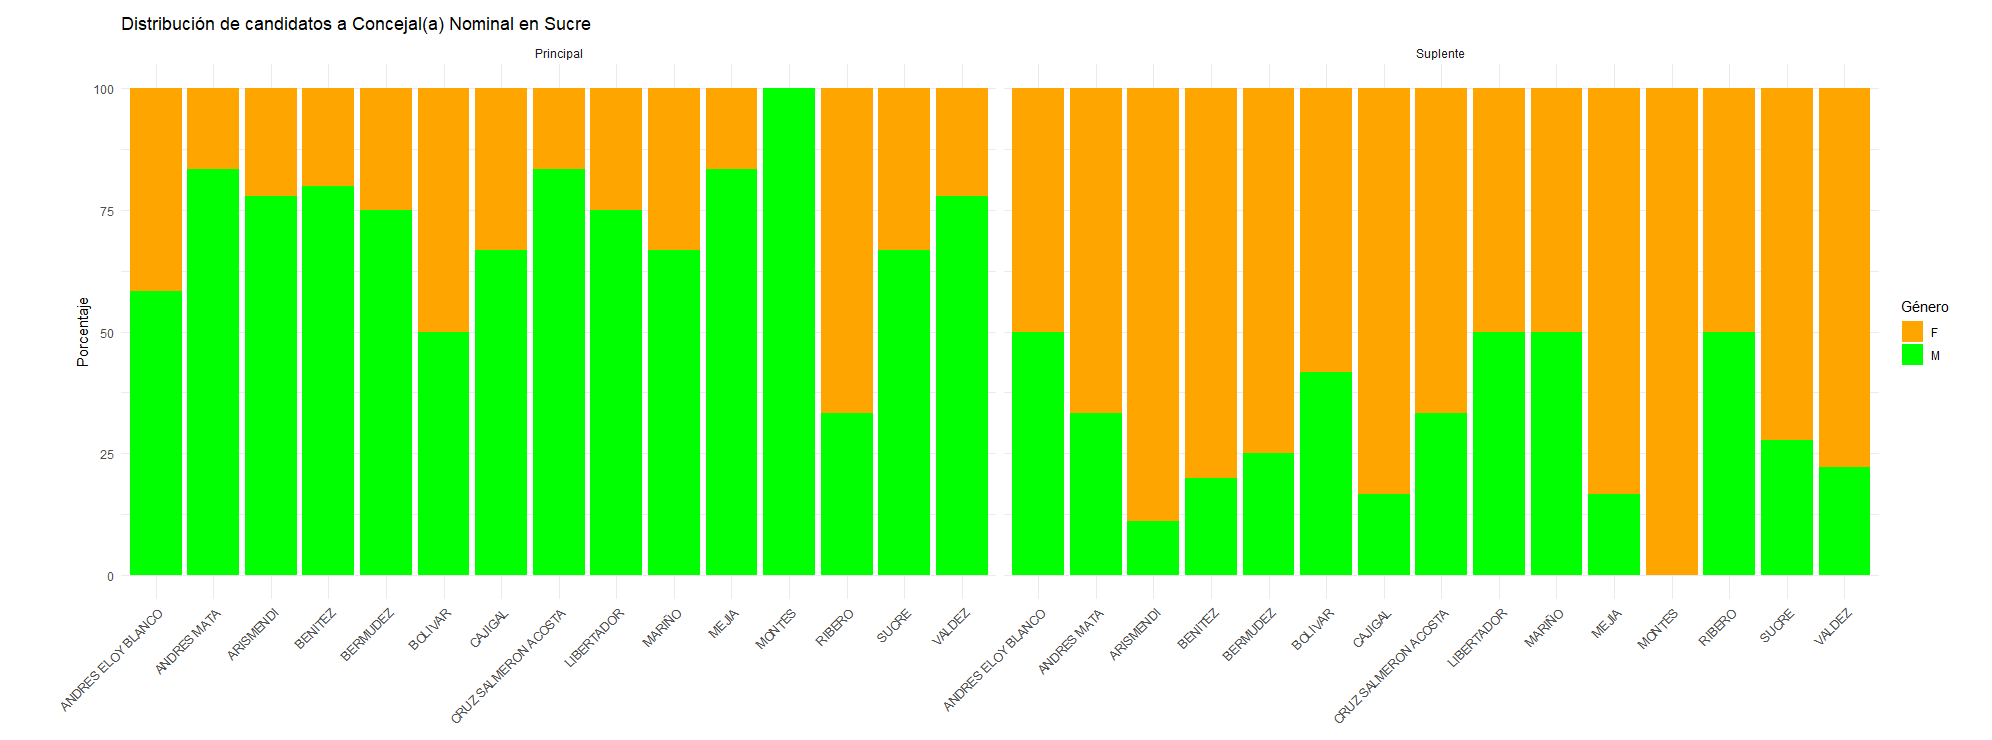 Distribución de candidatos a Concejal(a) Nominal en Sucre
Principal
Suplente
Porcentaje
100
75
50
25
0
ANDRES ELOY BLANCO
ANDRES MATA
ARISMENDI
BENITEZ
BERMUDEZ
BOLIVAR
CAJIGAL
CRUZ SALMERON ACOSTA
LIBERTADOR
MARIÑO
MEJIA
MONTES
RIBERO
SUCRE
VALDEZ
ANDRES ELOY BLANCO
ANDRES MATA
ARISMENDI
BENITEZ
BERMUDEZ
BOLIVAR
CAJIGAL
CRUZ SALMERON ACOSTA
LIBERTADOR
MARIÑO
MEJIA
MONTES
RIBERO
SUCRE
VALDEZ
Género
F
M